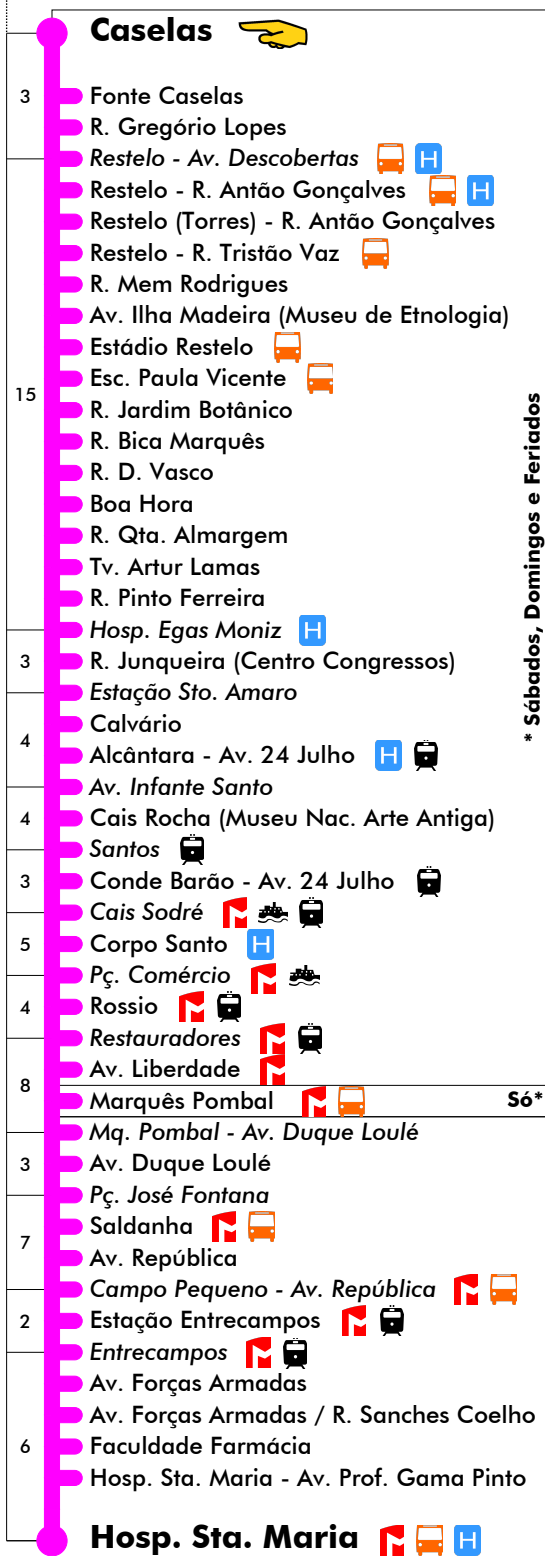 Caselas
3
Fonte Caselas
R. Gregório Lopes
Restelo - Av. Descobertas H
Restelo - R. Antão Gonçalves H
Restelo (Torres) - R. Antão Gonçalves
Restelo - R. Tristão Vaz
R. Mem Rodrigues
Av. Ilha Madeira (Museu de Etnologia)
Estádio Restelo
Esc. Paula Vicente
15
R. Jardim Botânico
R. Bica Marquês
R. D. Vasco
Boa Hora
R. Qta. Almargem
Tv. Artur Lamas
R. Pinto Ferreira
Hosp. Egas Moniz H
3
R. Junqueira (Centro Congressos)
Estação Sto. Amaro
Calvário
4
Alcântara - Av. 24 Julho H
Av. Infante Santo
4
Cais Rocha (Museu Nac. Arte Antiga)
Santos
3
Conde Barão - Av. 24 Julho
Cais Sodré
5
Corpo Santo H
Pç. Comércio
4
Rossio
Restauradores
Av. Liberdade
8
Marquês Pombal Só*
Mq. Pombal - Av. Duque Loulé
3
Av. Duque Loulé
Pç. José Fontana
Saldanha
7
Av. República
Campo Pequeno - Av. República
2
Estação Entrecampos
Entrecampos
Av. Forças Armadas
Av. Forças Armadas / R. Sanches Coelho
6
Faculdade Farmácia
Hosp. Sta. Maria - Av. Prof. Gama Pinto
Hosp. Sta. Maria H
* Sábados, Domingos e Feriados